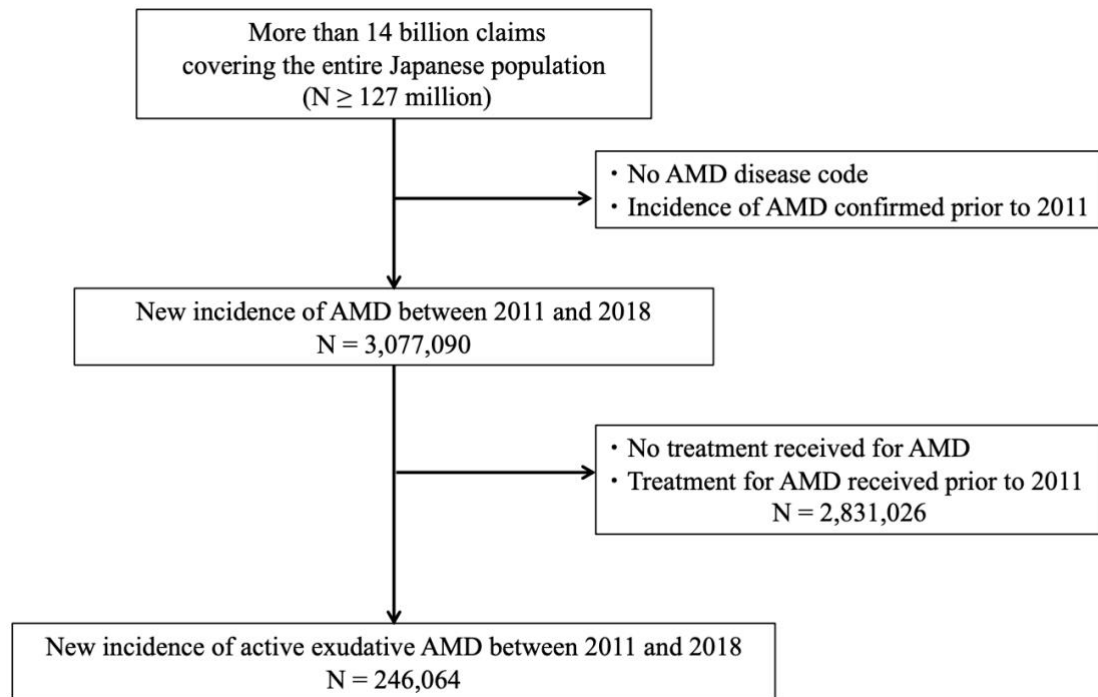 More than 14 billion claims
covering the entire Japanese population
(N ≥ 127 million)
・No AMD disease code
・Incidence of AMD confirmed prior to 2011
New incidence of AMD between 2011 and 2018
N = 3,077,090
・No treatment received for AMD
・Treatment for AMD received prior to 2011
N = 2,831,026
New incidence of active exudative AMD between 2011 and 2018
N = 246,064